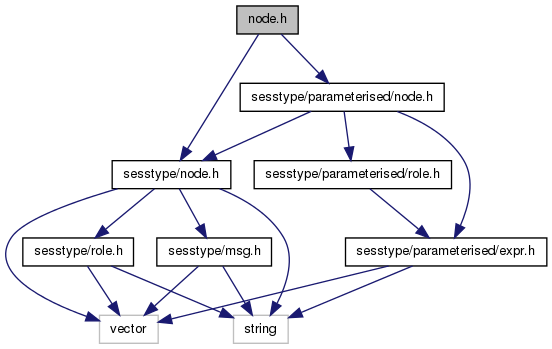 node.h
sesstype/parameterised/node.h
sesstype/node.h
sesstype/parameterised/role.h
sesstype/role.h
sesstype/msg.h
sesstype/parameterised/expr.h
vector
string